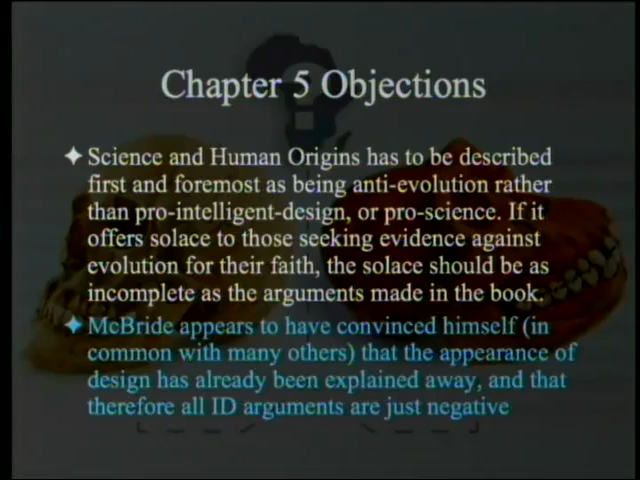 Chapter 5 Objections
Science and Human Origins has to be described
first and foremost as being anti-evolution rather
than pro-intelligent-design, or pro-science. If it
offers solace to those seeking evidence against
evolution for their faith, the solace should be as
incomplete as the arguments made in the book.
McBride appears to have convinced himself (in
common with many others) that the appearance of
design has already been explained away, and that
therefore all ID arguments are just negative